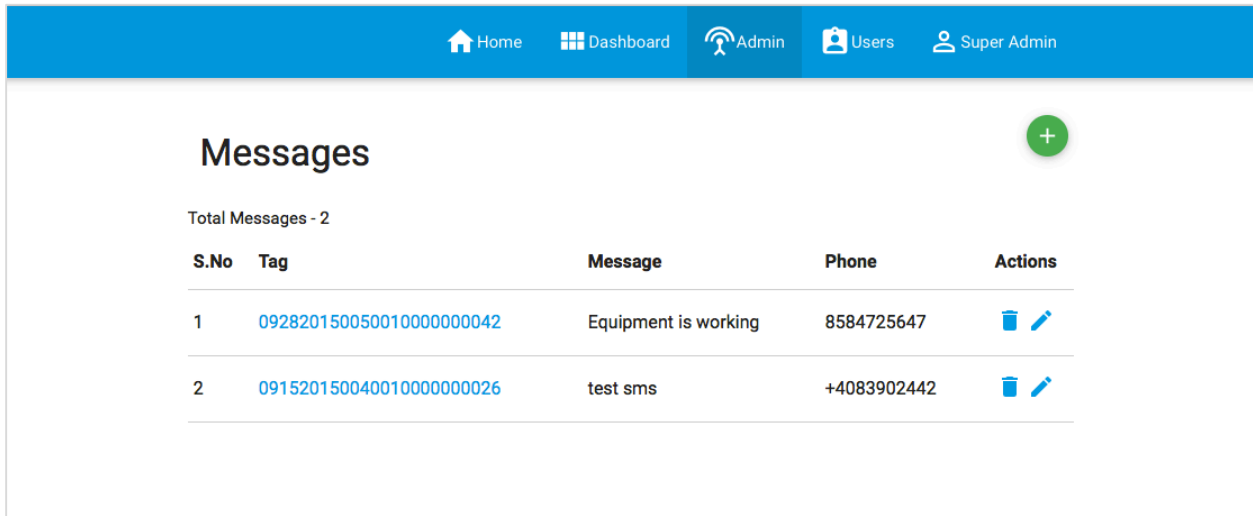 Home Dashboard Admin Users Super Admin
Messages
Total Messages - 2
S.No Tag Message Phone Actions
1 092820150050010000000042 Equipment is working 8584725647
2 091520150040010000000026 test sms +4083902442